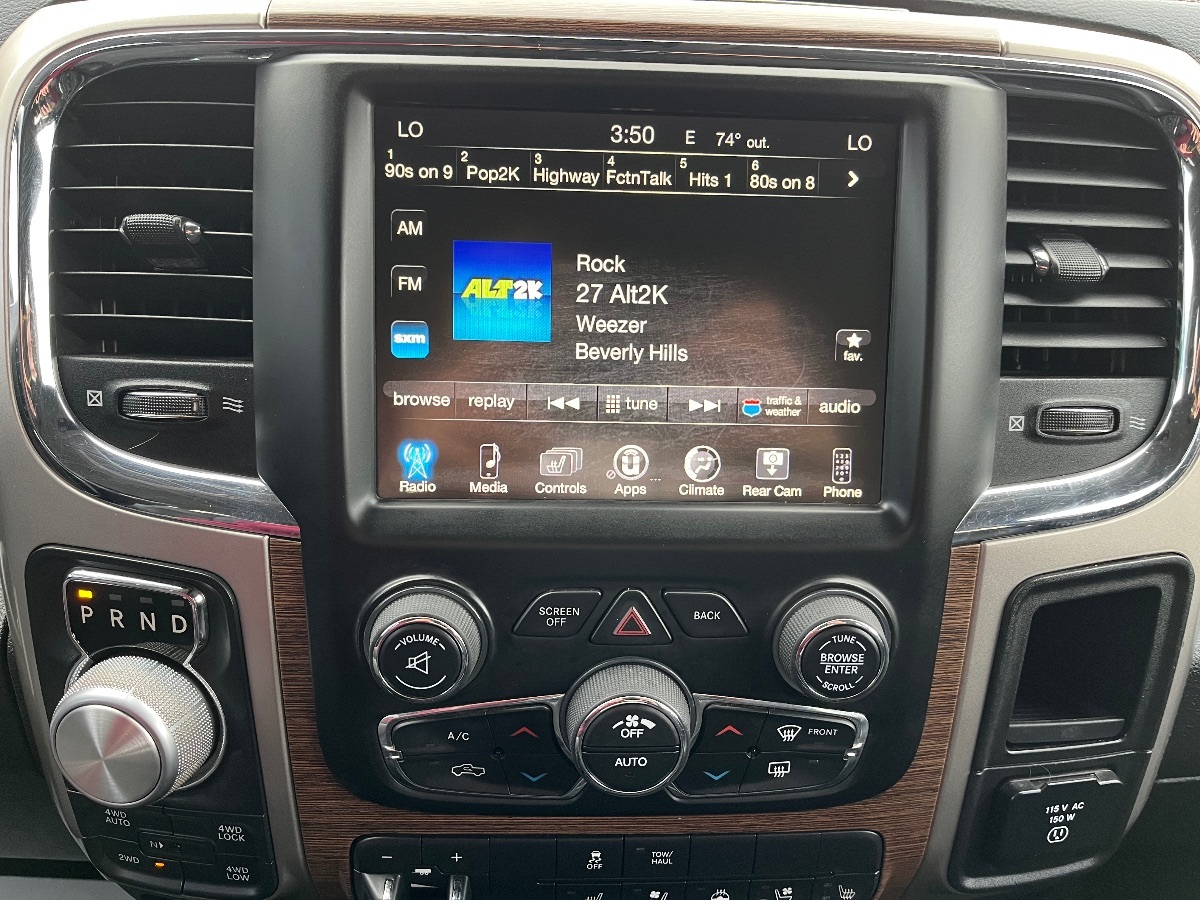 LO 3:50 E 74° out. LO
1 90s on 9 2 Pop2K 3 Highway 4 FctnTalk 5 Hits 1 6 80s on 8
AM
FM
sxm
ALT2K
Rock
27 Alt2K
Weezer
Beverly Hills
fav.
browse replay tune traffic & weather audio
Radio Media Controls Apps Climate Rear Cam Phone
P R N D
VOLUME
SCREEN
OFF
BACK
TUNE
BROWSE
ENTER
SCROLL
A/C
OFF
AUTO
FRONT
4WD
AUTO
4WD
LOCK
N
2WD
4WD
LOW
115 V AC
150 W
- +
OFF
TOW/
HAUL